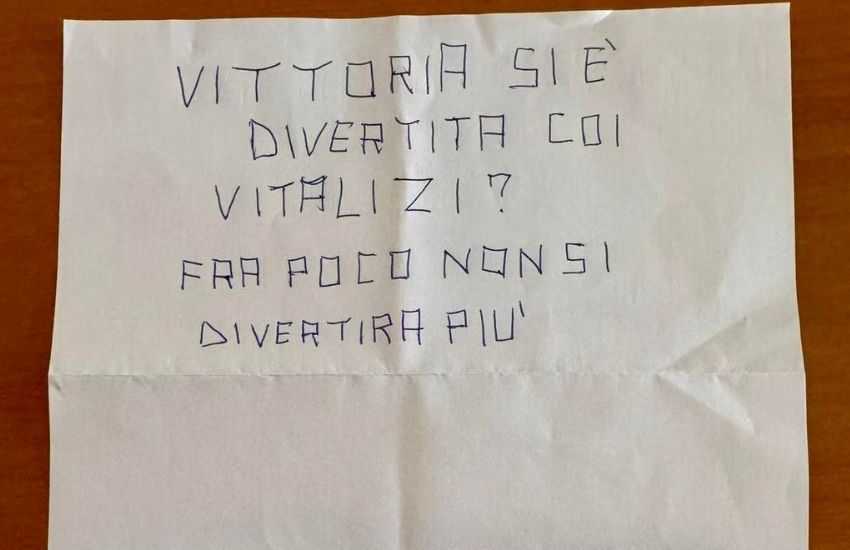 VITTORIA SI È
DIVERTITA COI
VITALIZI?
FRA POCO NON SI
DIVERTIRA PIU'